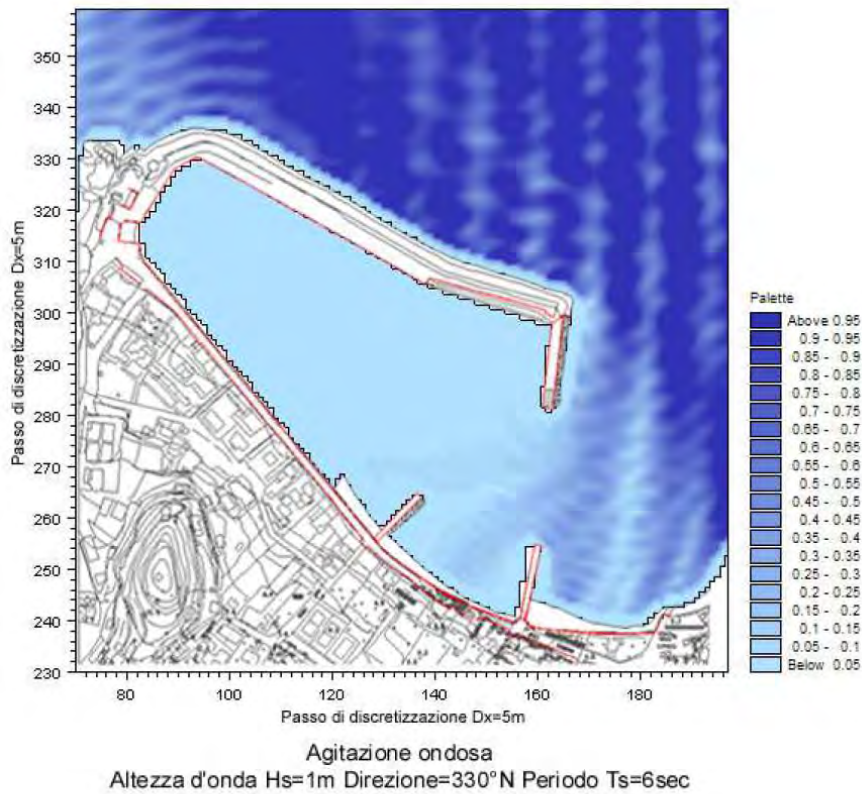 350
340
330
320
310
300
290
280
270
260
250
240
230
Passo di discretizzazione Dx=5m
80 100 120 140 160 180
Passo di discretizzazione Dx=5m
Palette
Above 0.95
0.9 - 0.95
0.85 - 0.9
0.8 - 0.85
0.75 - 0.8
0.7 - 0.75
0.65 - 0.7
0.6 - 0.65
0.55 - 0.6
0.5 - 0.55
0.45 - 0.5
0.4 - 0.45
0.35 - 0.4
0.3 - 0.35
0.25 - 0.3
0.2 - 0.25
0.15 - 0.2
0.1 - 0.15
0.05 - 0.1
Below 0.05
Agitazione ondosa
Altezza d'onda Hs=1m Direzione=330°N Periodo Ts=6sec